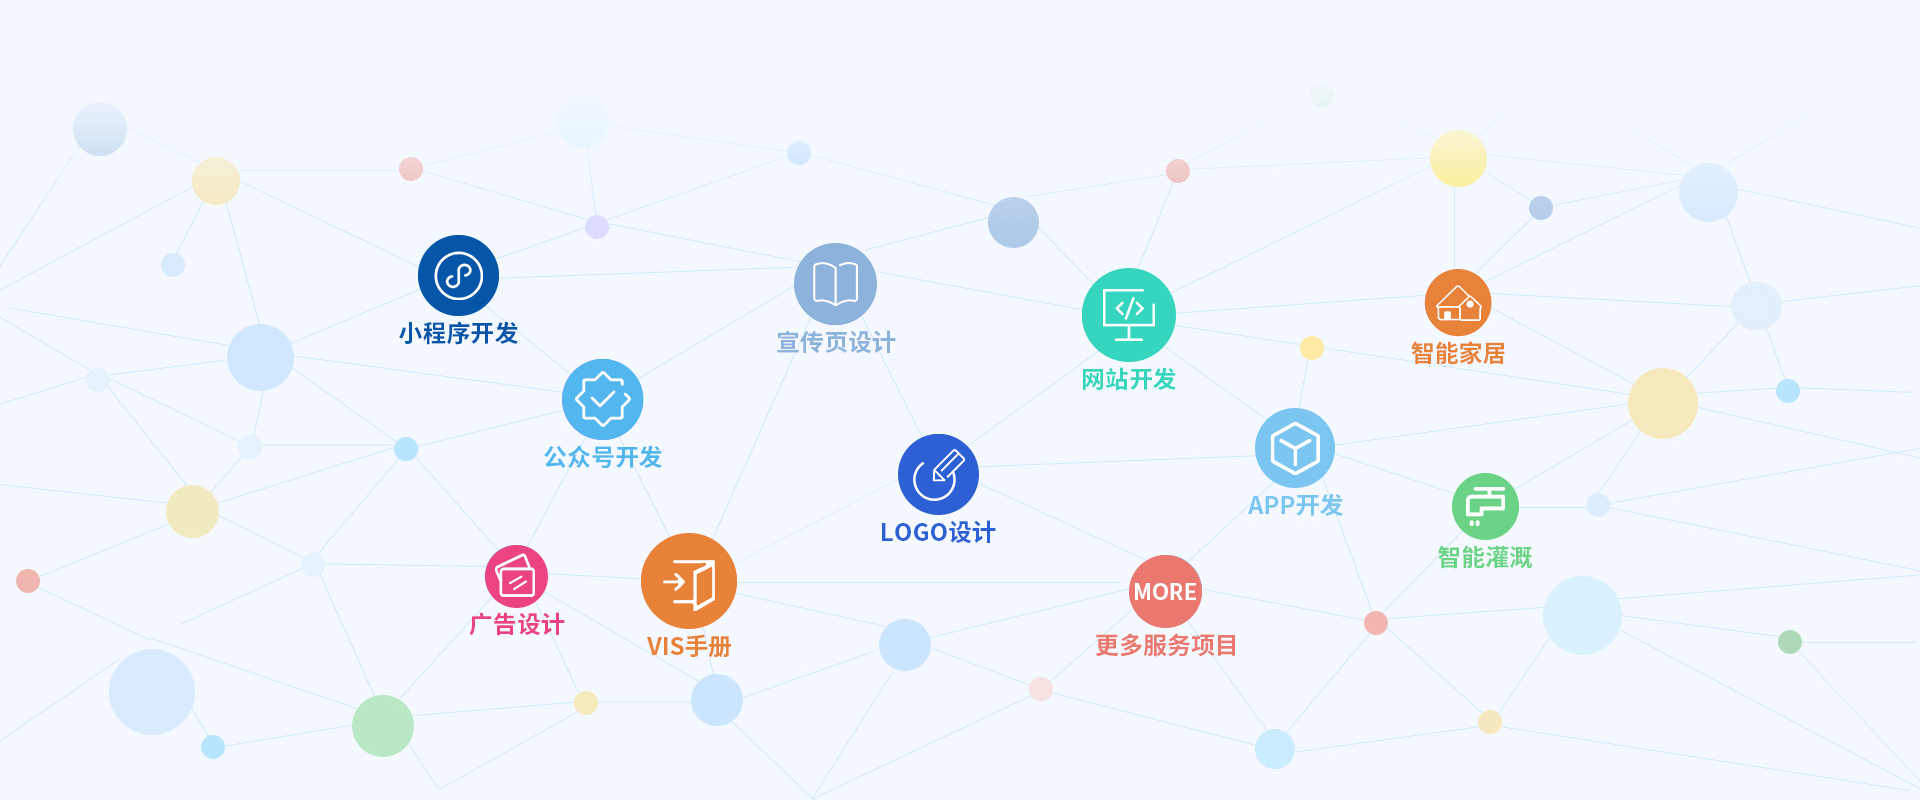 小程序开发
宣传页设计
网站开发
智能家居
公众号开发
LOGO设计
APP开发
智能灌溉
广告设计
VIS手册
MORE
更多服务项目